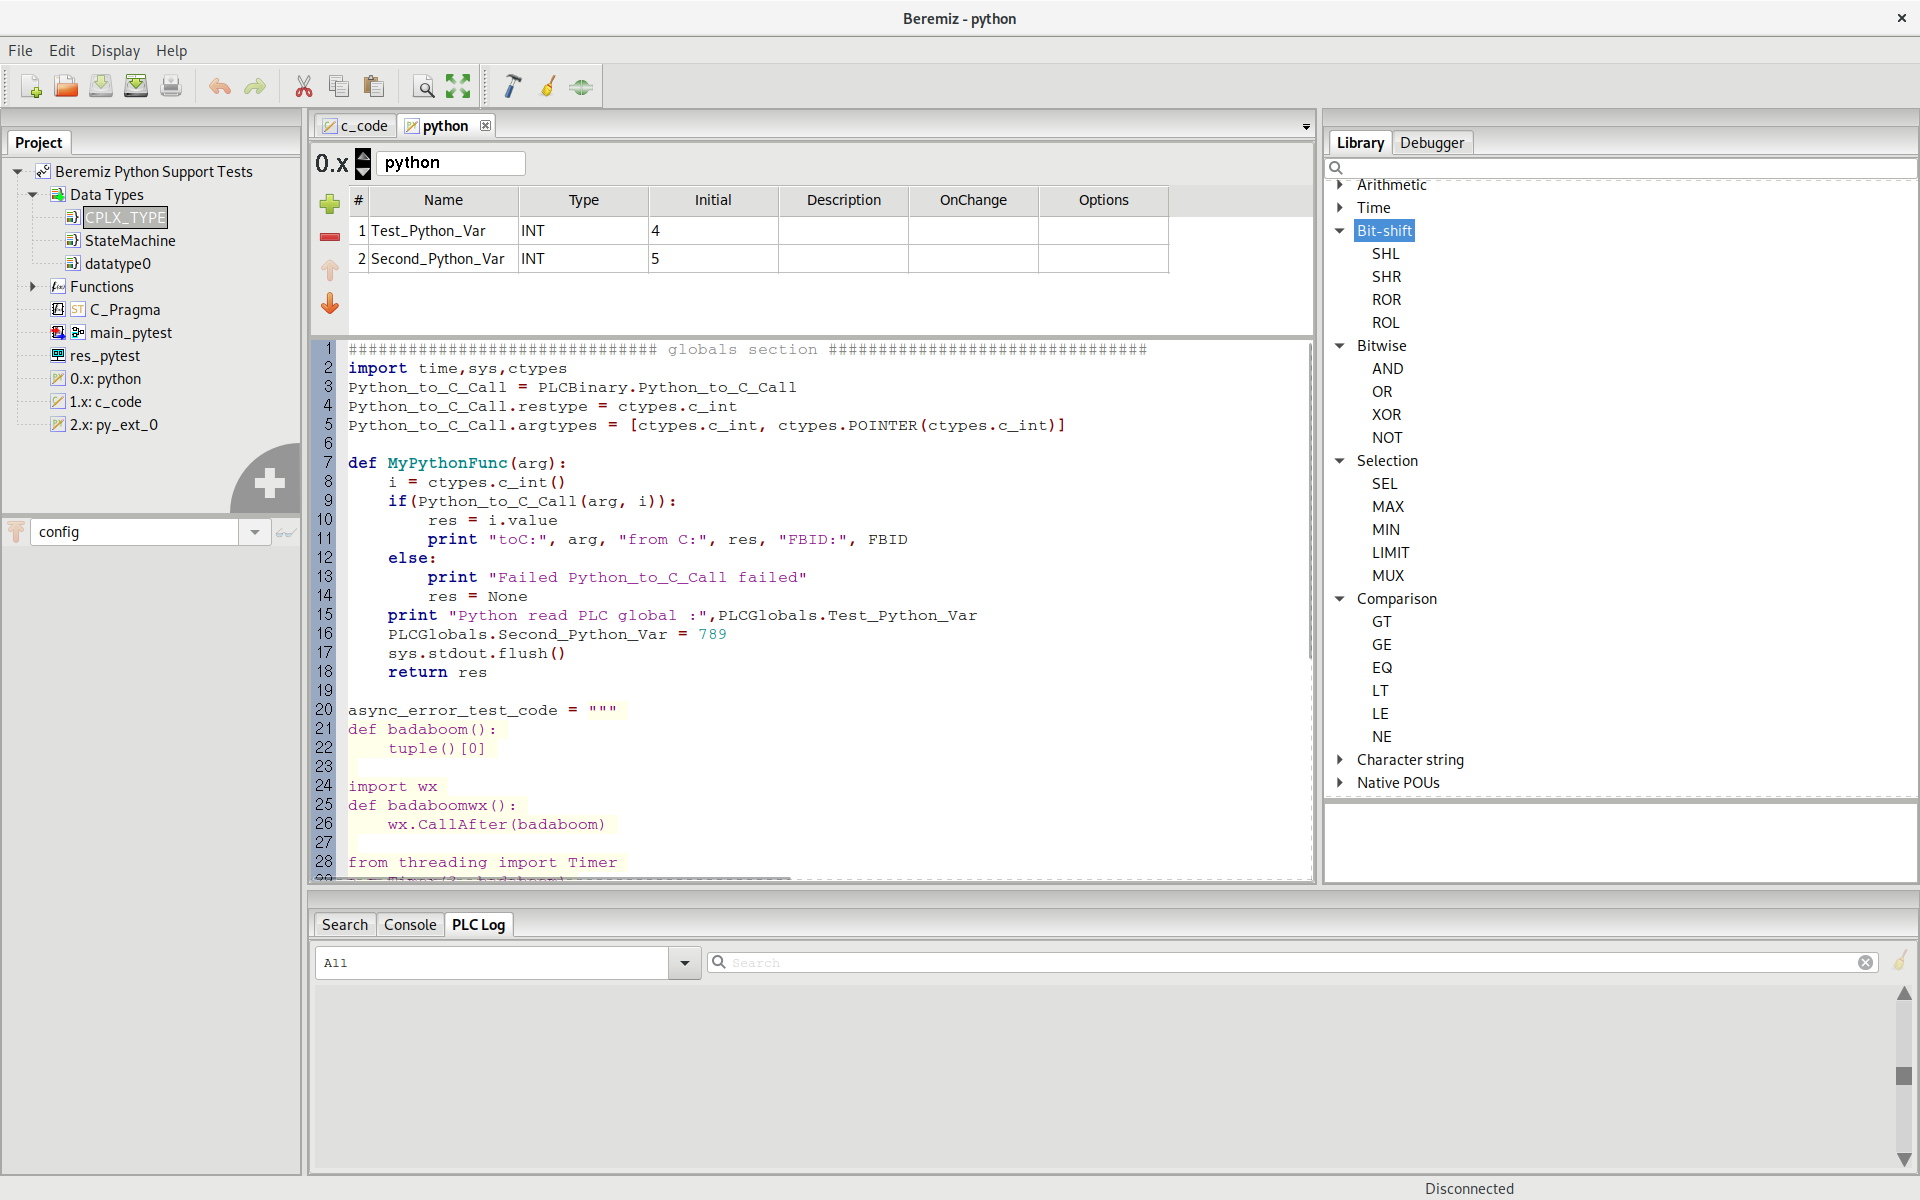 Beremiz - python
File Edit Display Help
Project
Beremiz Python Support Tests
Data Types
CPLX_TYPE
StateMachine
datatype0
Functions
ST C_Pragma
main_pytest
res_pytest
0.x: python
1.x: c_code
2.x: py_ext_0
config
c_code python
0.x python
# Name Type Initial Description OnChange Options
1 Test_Python_Var INT 4
2 Second_Python_Var INT 5
1 ############################### globals section ################################
2 import time,sys,ctypes
3 Python_to_C_Call = PLCBinary.Python_to_C_Call
4 Python_to_C_Call.restype = ctypes.c_int
5 Python_to_C_Call.argtypes = [ctypes.c_int, ctypes.POINTER(ctypes.c_int)]
6
7 def MyPythonFunc(arg):
8     i = ctypes.c_int()
9     if(Python_to_C_Call(arg, i)):
10         res = i.value
11         print "toC:", arg, "from C:", res, "FBID:", FBID
12     else:
13         print "Failed Python_to_C_Call failed"
14         res = None
15     print "Python read PLC global :",PLCGlobals.Test_Python_Var
16     PLCGlobals.Second_Python_Var = 789
17     sys.stdout.flush()
18     return res
19
20 async_error_test_code = """
21 def badaboom():
22     tuple()[0]
23
24 import wx
25 def badaboomwx():
26     wx.CallAfter(badaboom)
27
28 from threading import Timer
Library Debugger
Arithmetic
Time
Bit-shift
SHL
SHR
ROR
ROL
Bitwise
AND
OR
XOR
NOT
Selection
SEL
MAX
MIN
LIMIT
MUX
Comparison
GT
GE
EQ
LT
LE
NE
Character string
Native POUs
Search Console PLC Log
All Search
Disconnected